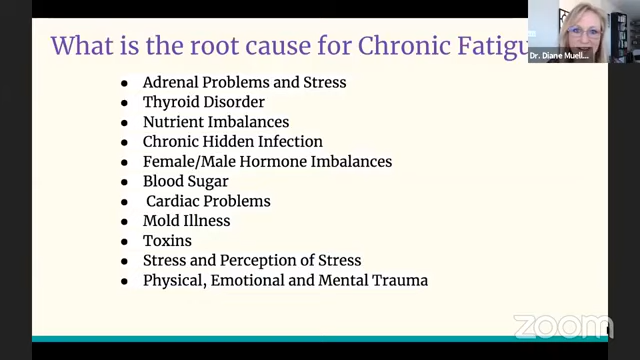 What is the root cause for Chronic Fatigu
Dr. Diane Muell...
● Adrenal Problems and Stress
● Thyroid Disorder
● Nutrient Imbalances
● Chronic Hidden Infection
● Female/Male Hormone Imbalances
● Blood Sugar
● Cardiac Problems
● Mold Illness
● Toxins
● Stress and Perception of Stress
● Physical, Emotional and Mental Trauma
zoom